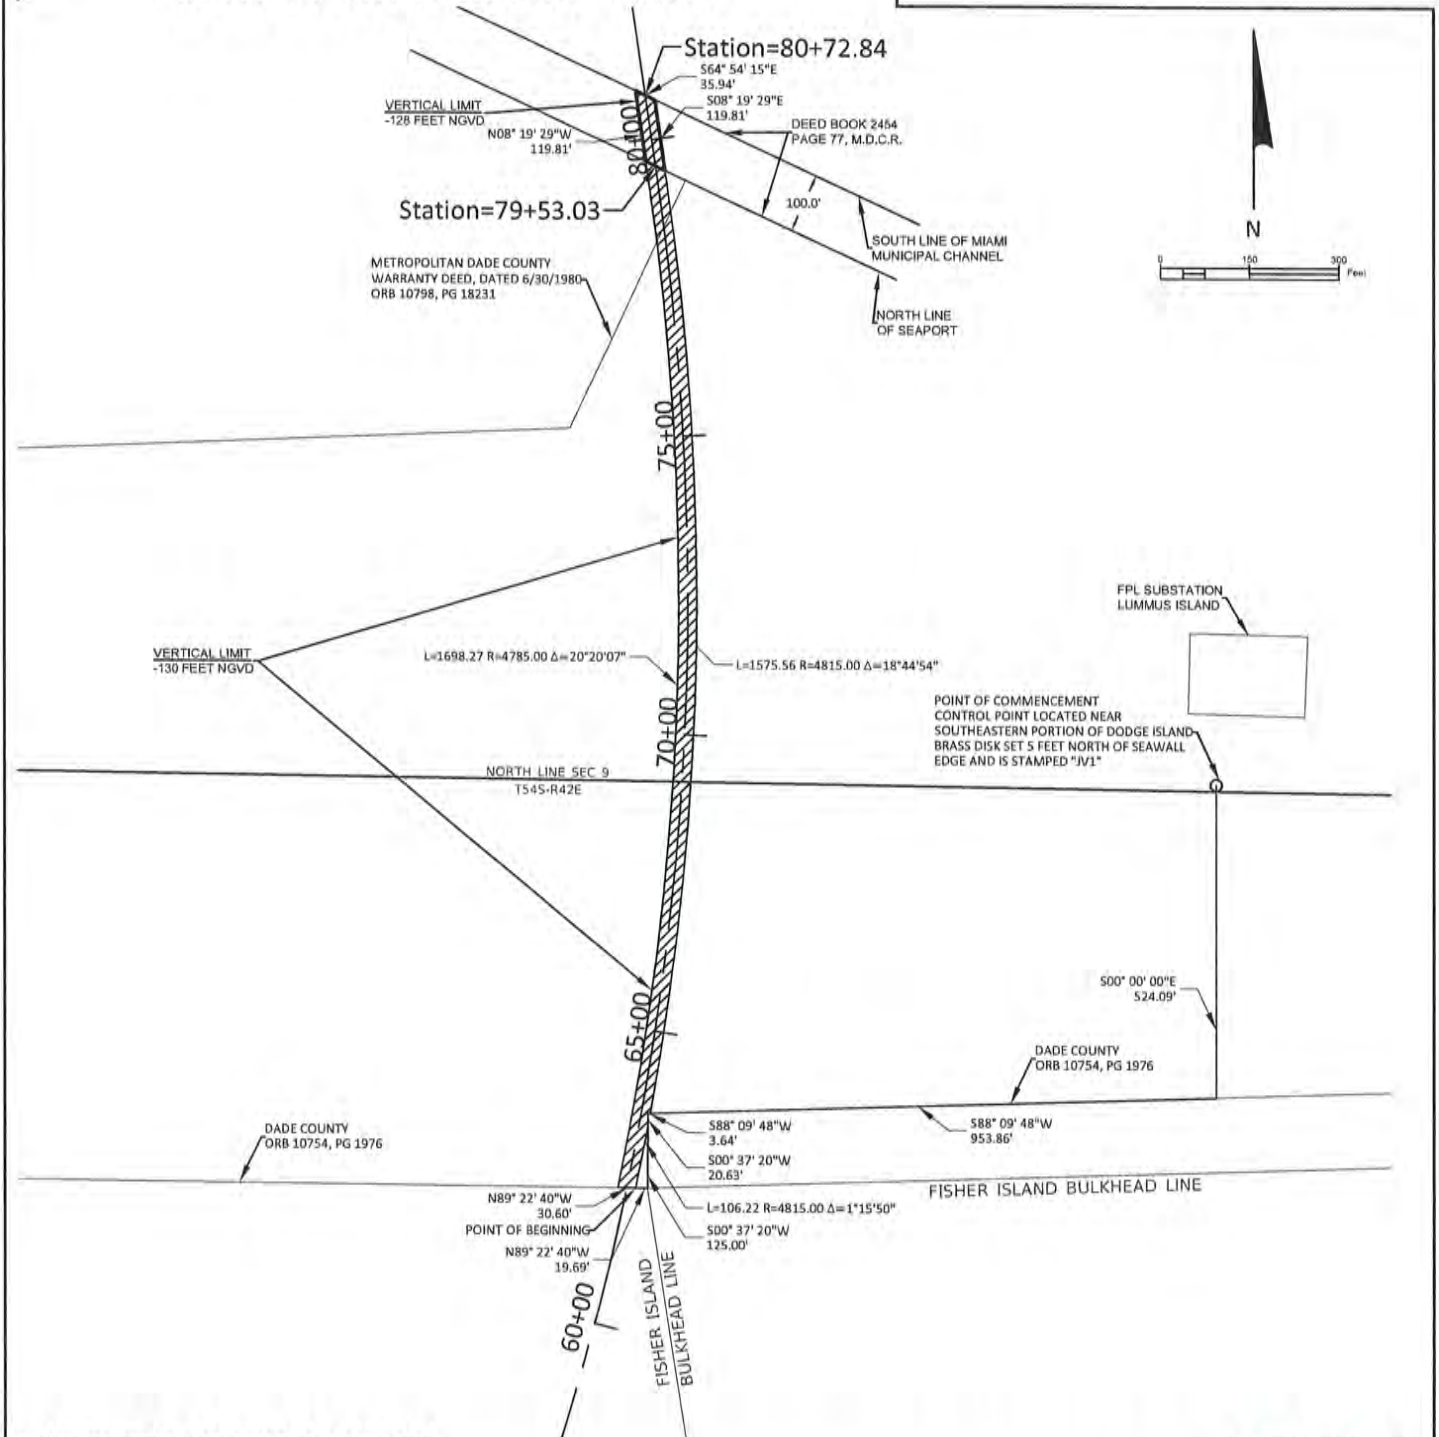 Station=80+72.84
S64° 54' 15"E
35.94'
S08° 19' 29"E
119.81'
VERTICAL LIMIT
-128 FEET NGVD
N08° 19' 29"W
119.81'
80+00
DEED BOOK 2454
PAGE 77, M.D.C.R.
Station=79+53.03
100.0'
SOUTH LINE OF MIAMI
MUNICIPAL CHANNEL
N
0 150 300
Feet
METROPOLITAN DADE COUNTY
WARRANTY DEED, DATED 6/30/1980
ORB 10798, PG 18231
NORTH LINE
OF SEAPORT
75+00
FPL SUBSTATION
LUMMUS ISLAND
VERTICAL LIMIT
-130 FEET NGVD
L=1698.27 R=4785.00 Δ=20°20'07"
L=1575.56 R=4815.00 Δ=18°44'54"
POINT OF COMMENCEMENT
CONTROL POINT LOCATED NEAR
SOUTHEASTERN PORTION OF DODGE ISLAND
BRASS DISK SET 5 FEET NORTH OF SEAWALL
EDGE AND IS STAMPED "JV1"
70+00
NORTH LINE SEC 9
T54S-R42E
S00° 00' 00"E
524.09'
65+00
DADE COUNTY
ORB 10754, PG 1976
DADE COUNTY
ORB 10754, PG 1976
S88° 09' 48"W
3.64'
S88° 09' 48"W
953.86'
S00° 37' 20"W
20.63'
FISHER ISLAND BULKHEAD LINE
N89° 22' 40"W
30.60'
L=106.22 R=4815.00 Δ=1°15'50"
POINT OF BEGINNING
S00° 37' 20"W
125.00'
N89° 22' 40"W
19.69'
60+00
FISHER ISLAND
BULKHEAD LINE